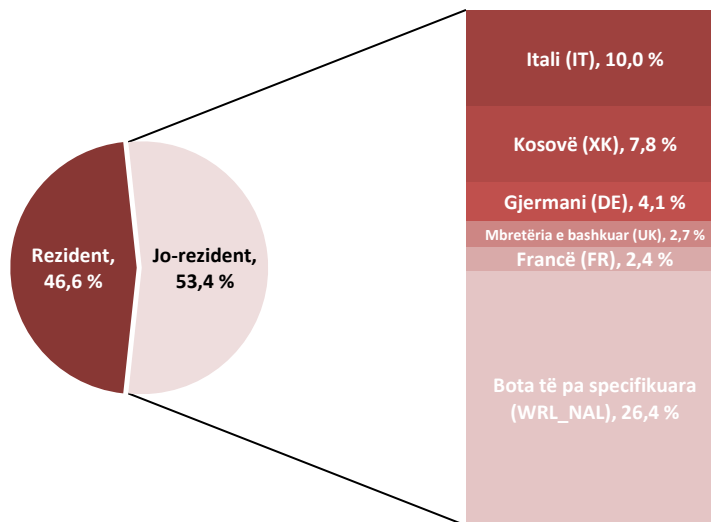 Rezident,
46,6 %
Jo-rezident,
53,4 %
Itali (IT), 10,0 %
Kosovë (XK), 7,8 %
Gjermani (DE), 4,1 %
Mbretëria e bashkuar (UK), 2,7 %
Francë (FR), 2,4 %
Bota të pa specifikuara
(WRL_NAL), 26,4 %